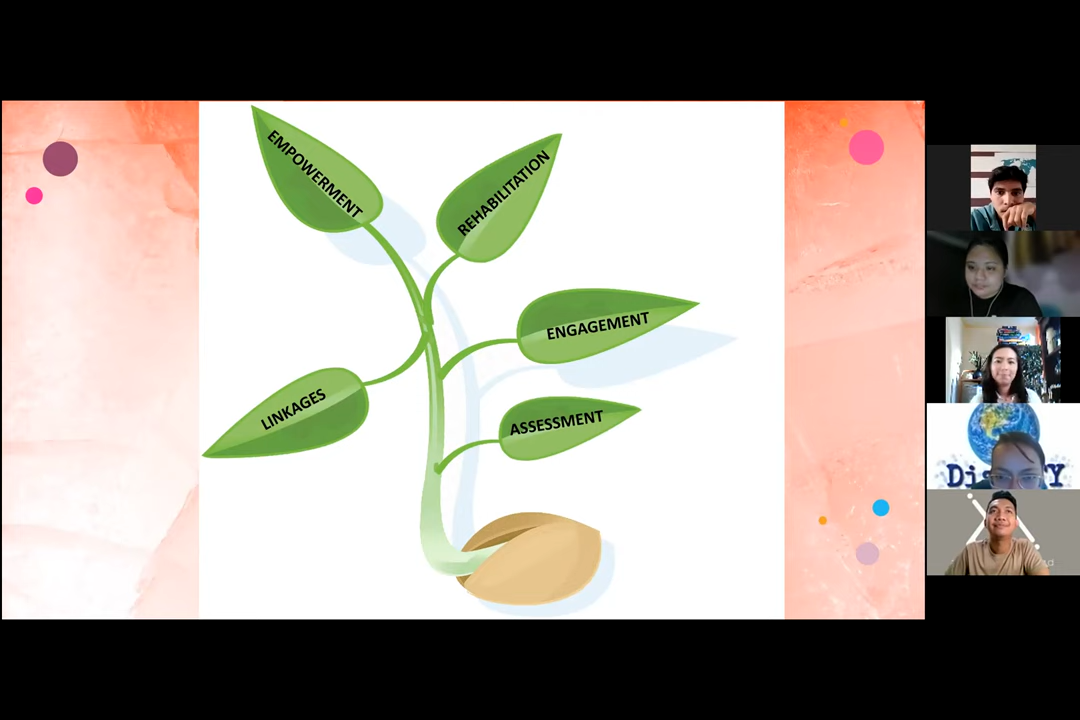 EMPOWERMENT
REHABILITATION
ENGAGEMENT
LINKAGES
ASSESSMENT